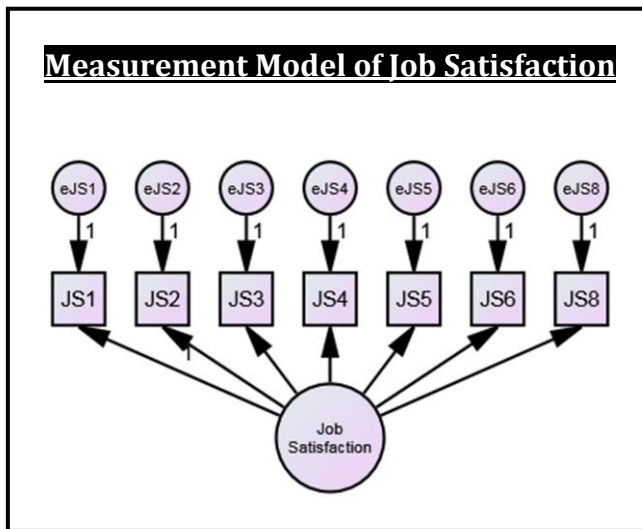 Measurement Model of Job Satisfaction
eJS1 eJS2 eJS3 eJS4 eJS5 eJS6 eJS8
1 1 1 1 1 1 1
JS1 JS2 JS3 JS4 JS5 JS6 JS8
1
Job
Satisfaction